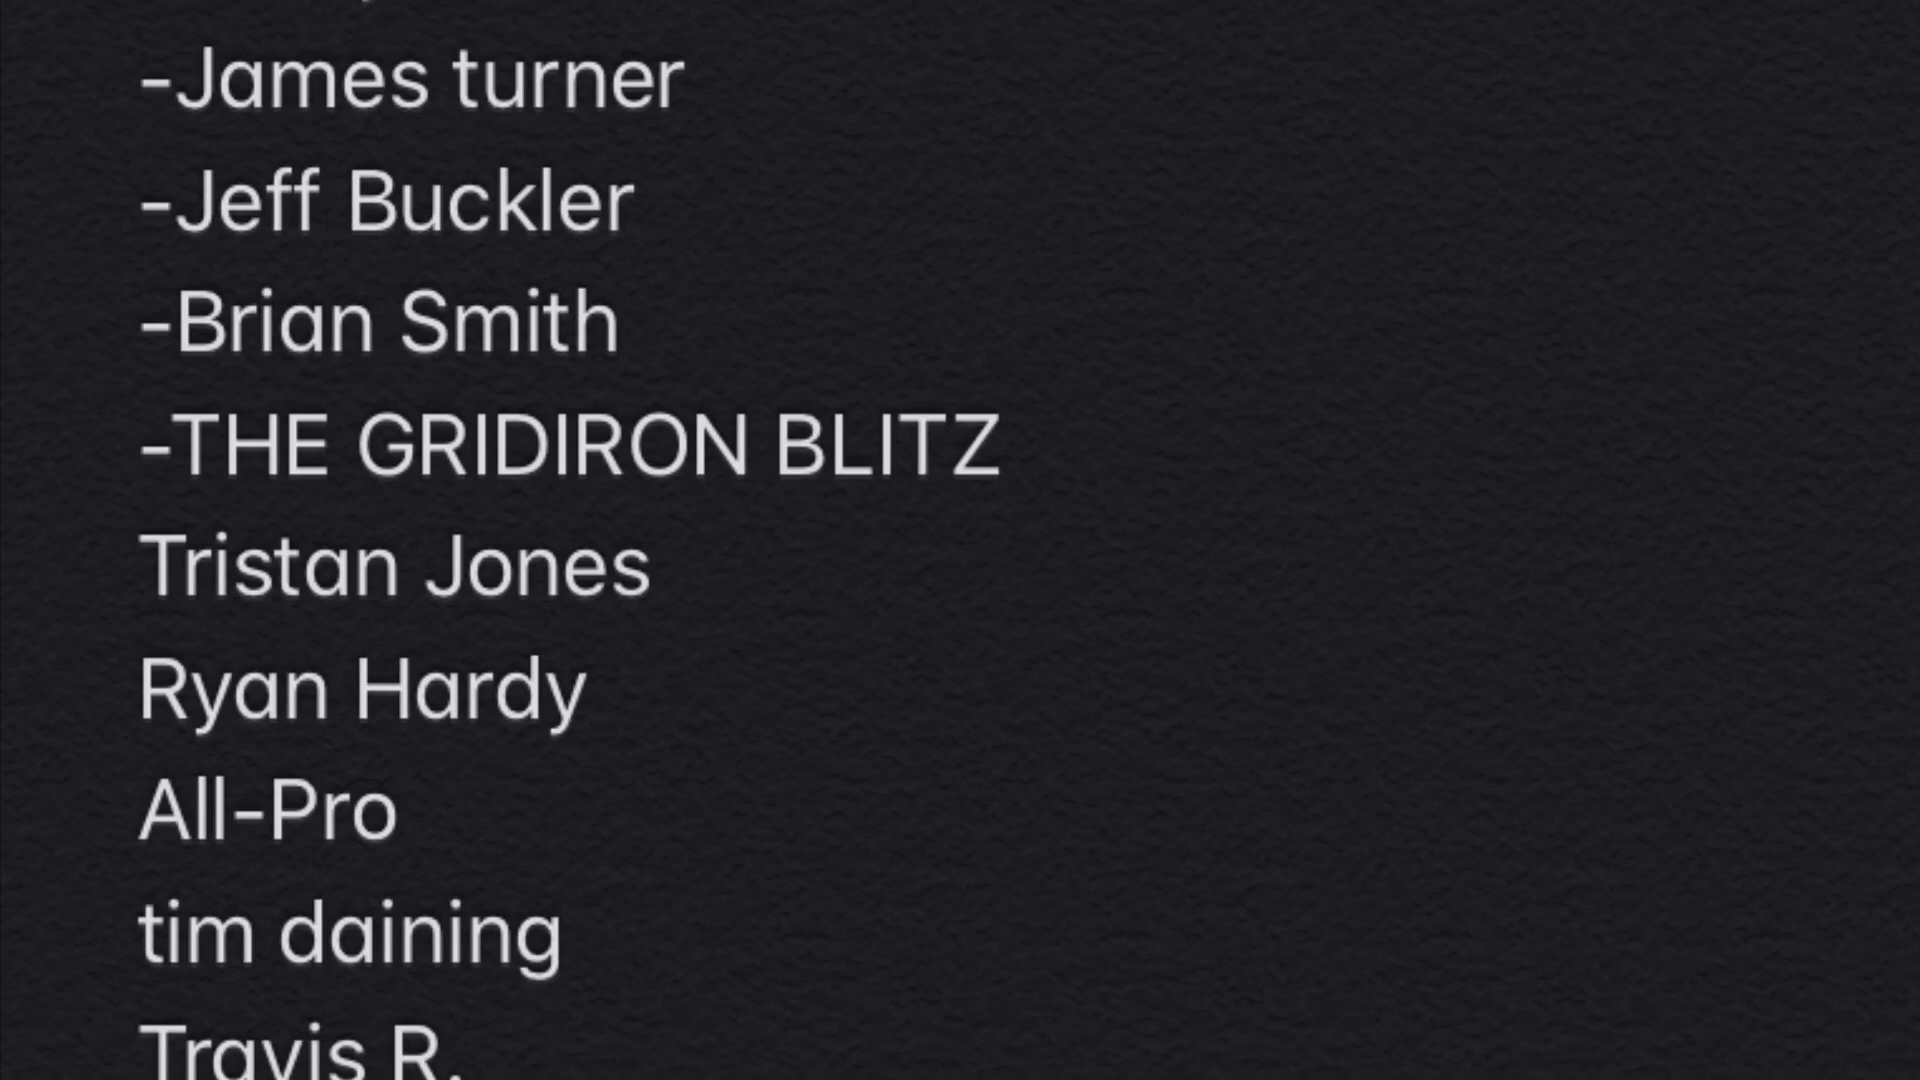 -James turner
-Jeff Buckler
-Brian Smith
-THE GRIDIRON BLITZ
Tristan Jones
Ryan Hardy
All-Pro
tim daining
Travis R.